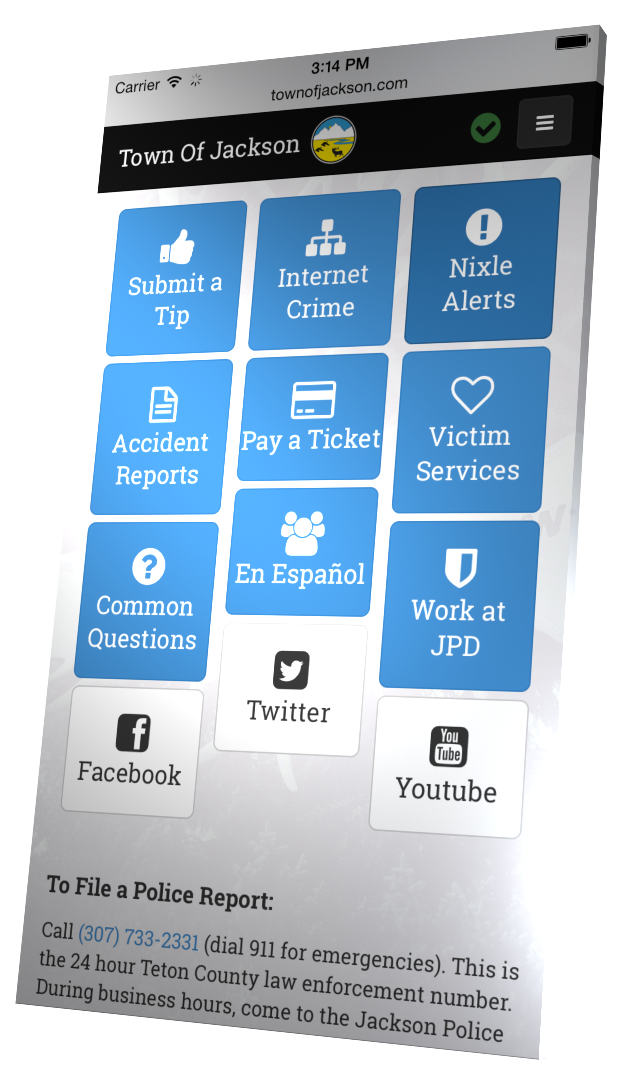 Carrier 3:14 PM
townofjackson.com
Town Of Jackson
Submit a
Tip
Internet
Crime
Nixle
Alerts
Accident
Reports
Pay a Ticket
Victim
Services
Common
Questions
En Español
Work at
JPD
Facebook
Twitter
You
Tube
Youtube
To File a Police Report:
Call (307) 733-2331 (dial 911 for emergencies). This is
the 24 hour Teton County law enforcement number.
During business hours, come to the Jackson Police